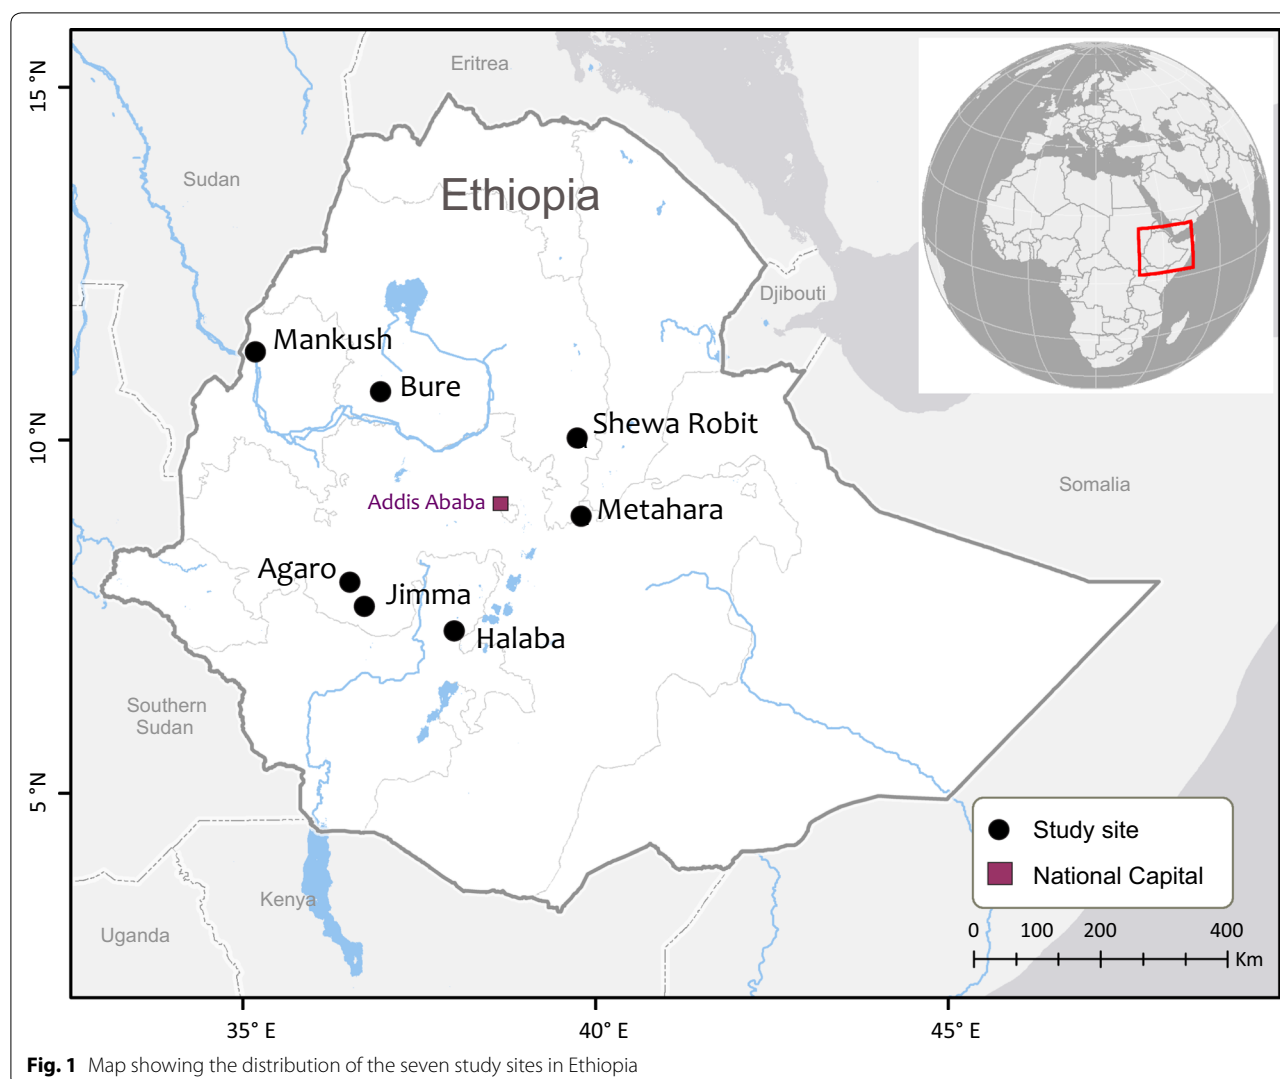 15 °N
10 °N
5 °N
Eritrea
Sudan
Ethiopia
Djibouti
Mankush
Bure
Shewa Robit
Somalia
Addis Ababa
Metahara
Agaro
Jimma
Halaba
Southern
Sudan
Kenya
Uganda
Study site
National Capital
0 100 200 400
Km
35° E
40° E
45° E
Fig. 1 Map showing the distribution of the seven study sites in Ethiopia